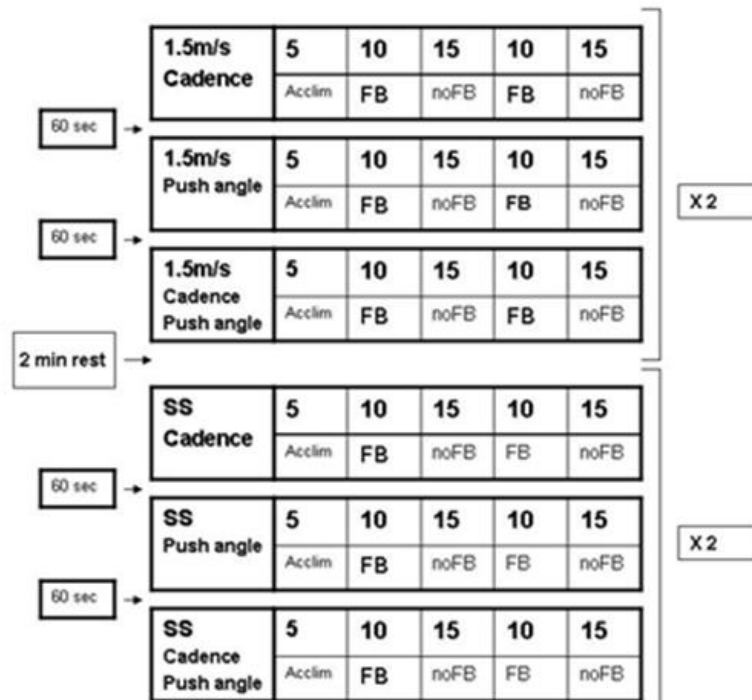 1.5m/s 5 10 15 10 15
Cadence Acclim FB noFB FB noFB
60 sec
1.5m/s 5 10 15 10 15
Push angle Acclim FB noFB FB noFB
X 2
60 sec
1.5m/s 5 10 15 10 15
Cadence
Push angle Acclim FB noFB FB noFB
2 min rest
SS 5 10 15 10 15
Cadence Acclim FB noFB FB noFB
60 sec
SS 5 10 15 10 15
Push angle Acclim FB noFB FB noFB
X 2
60 sec
SS 5 10 15 10 15
Cadence
Push angle Acclim FB noFB FB noFB